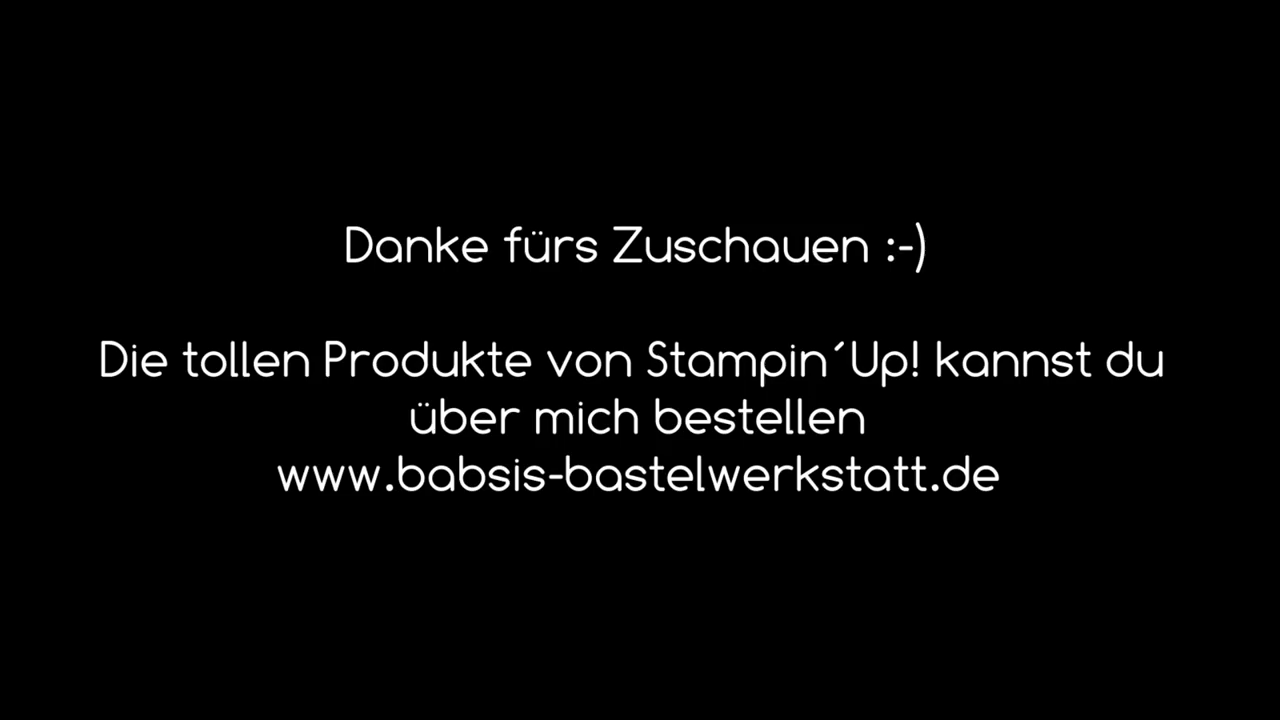 Danke fürs Zuschauen :-)
Die tollen Produkte von Stampin´Up! kannst du
über mich bestellen
www.babsis-bastelwerkstatt.de